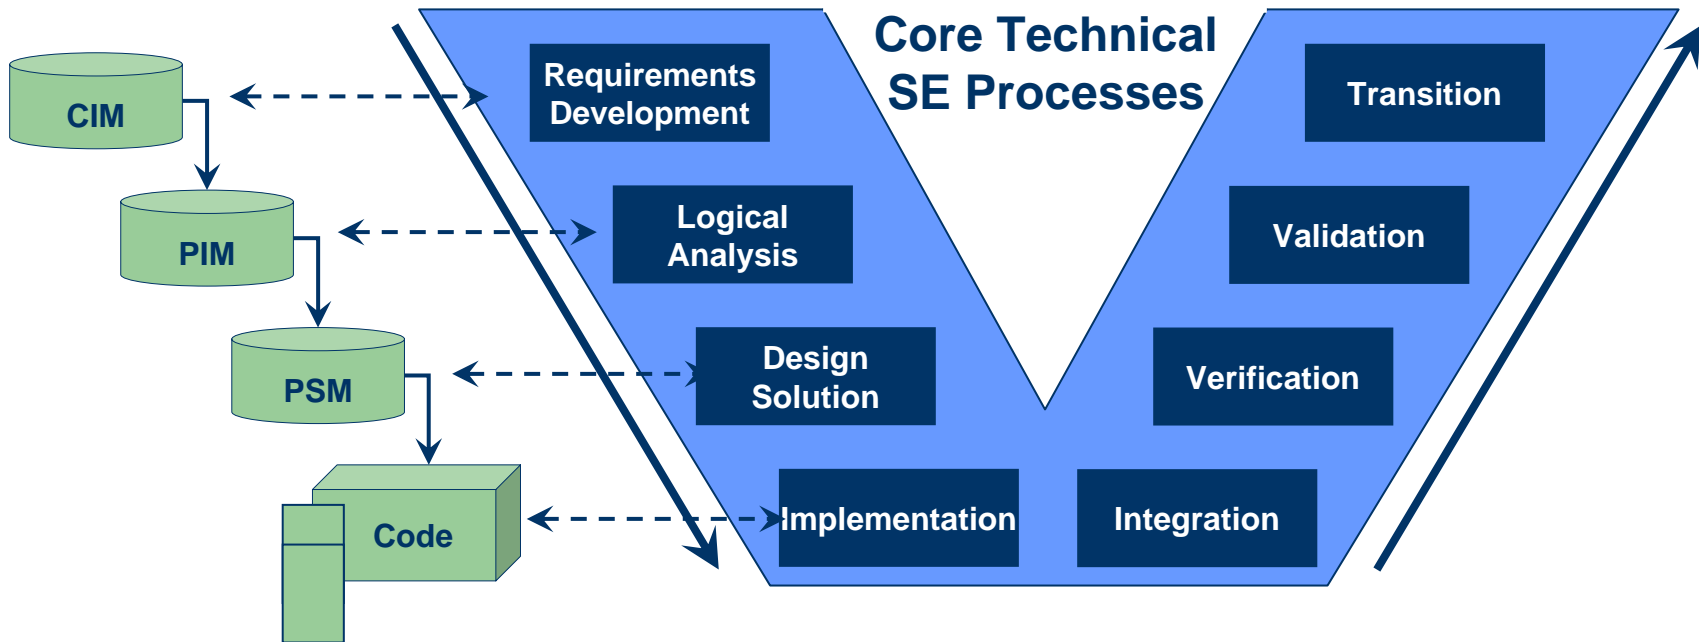 Core Technical
SE Processes
CIM
Requirements
Development
Transition
PIM
Logical
Analysis
Validation
PSM
Design
Solution
Verification
Code
Implementation
Integration